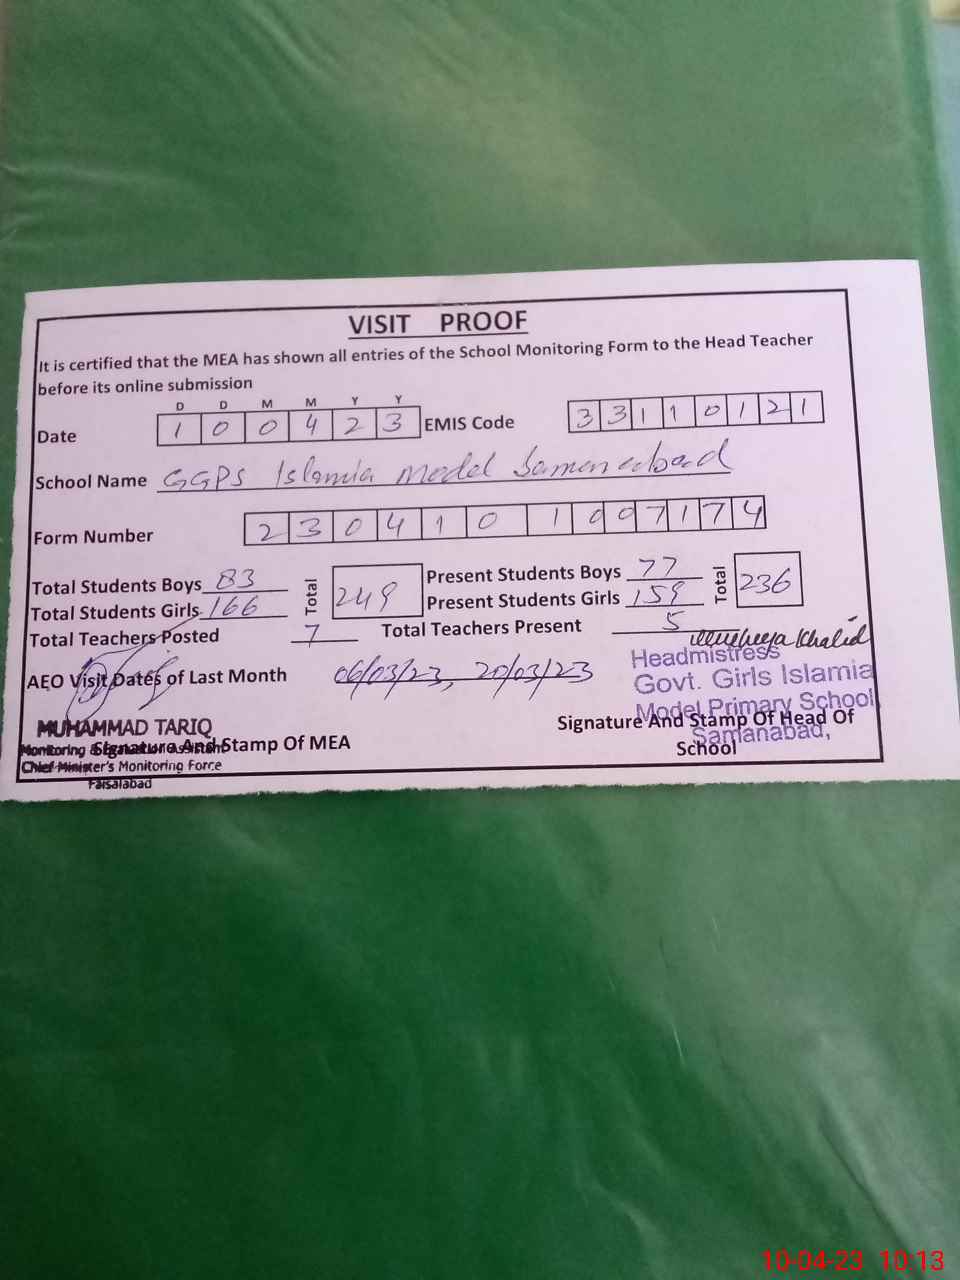 VISIT PROOF
It is certified that the MEA has shown all entries of the School Monitoring Form to the Head Teacher
before its online submission
D D M M Y Y
Date 1 0 0 4 2 3 EMIS Code 3 3 1 1 0 1 2 1
School Name GGPS Islamia Model Samanabad
Form Number 2 3 0 4 1 0 1 0 0 7 1 7 4
Total Students Boys 83 Total 249 Present Students Boys 77 Total 236
Total Students Girls 166 Present Students Girls 159
Total Teachers Posted 7 Total Teachers Present 5
Khalid
AEO Visit Dates of Last Month 06/03/23, 20/03/23
Headmistress
Govt. Girls Islamia
Model Primary School
Samanabad,
MUHAMMAD TARIQ
Signature And Stamp Of MEA
Monitoring & Evaluation Assistant
Chief Minister's Monitoring Force
Faisalabad
Signature And Stamp Of Head Of
School
10-04-23 10:13